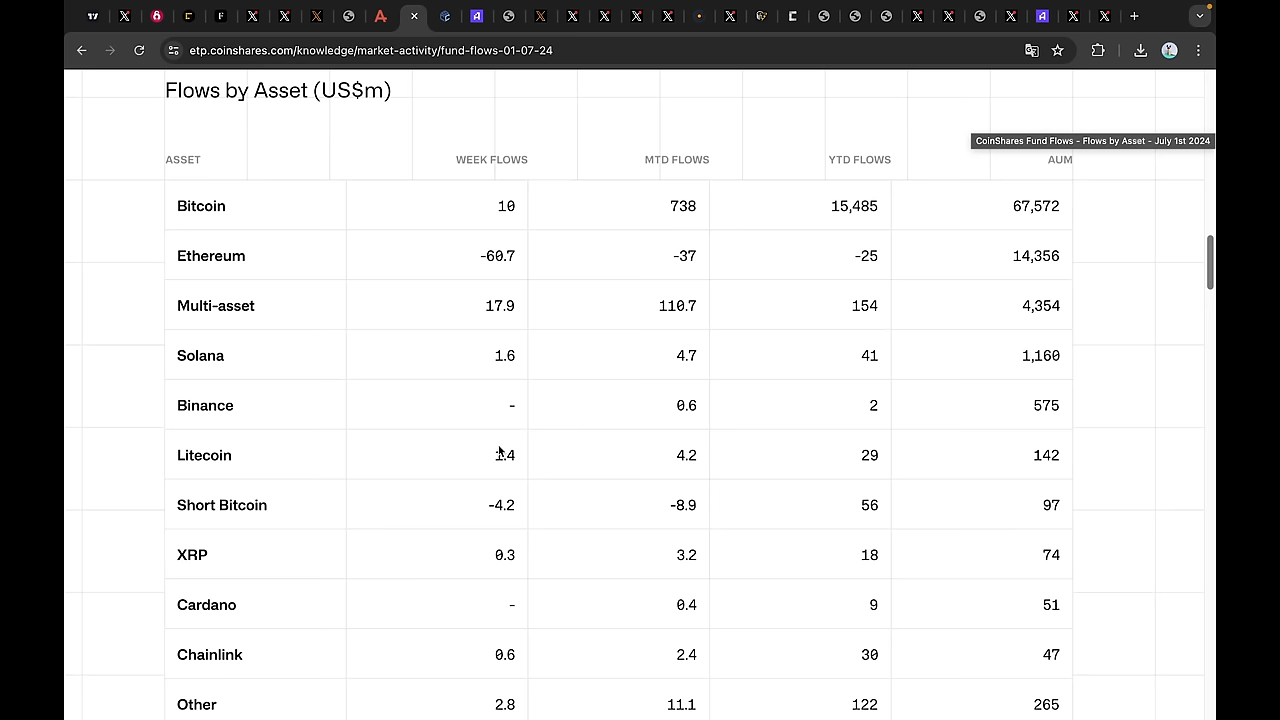 etp.coinshares.com/knowledge/market-activity/fund-flows-01-07-24
Flows by Asset (US$m)
CoinShares Fund Flows - Flows by Asset - July 1st 2024
ASSET WEEK FLOWS MTD FLOWS YTD FLOWS AUM
Bitcoin 10 738 15,485 67,572
Ethereum -60.7 -37 -25 14,356
Multi-asset 17.9 110.7 154 4,354
Solana 1.6 4.7 41 1,160
Binance - 0.6 2 575
Litecoin 1.4 4.2 29 142
Short Bitcoin -4.2 -8.9 56 97
XRP 0.3 3.2 18 74
Cardano - 0.4 9 51
Chainlink 0.6 2.4 30 47
Other 2.8 11.1 122 265